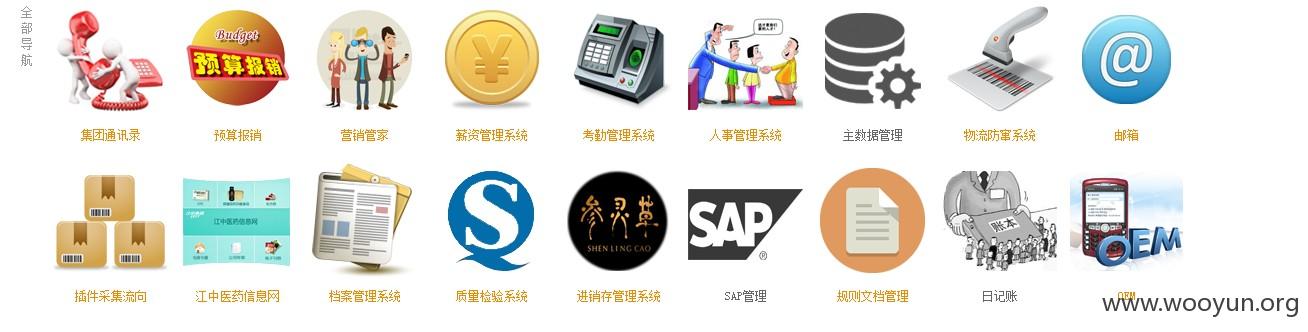 全部导航
Budget
预算报销
集团通讯录
预算报销
营销管家
薪资管理系统
考勤管理系统
人事管理系统
主数据管理
物流防窜系统
邮箱
江中医药信息网
S
参灵草
SHEN LING CAO
SAP
®
账本
OEM
插件采集流向
江中医药信息网
档案管理系统
质量检验系统
进销存管理系统
SAP管理
规则文档管理
日记账
OEM
www.wooyun.org